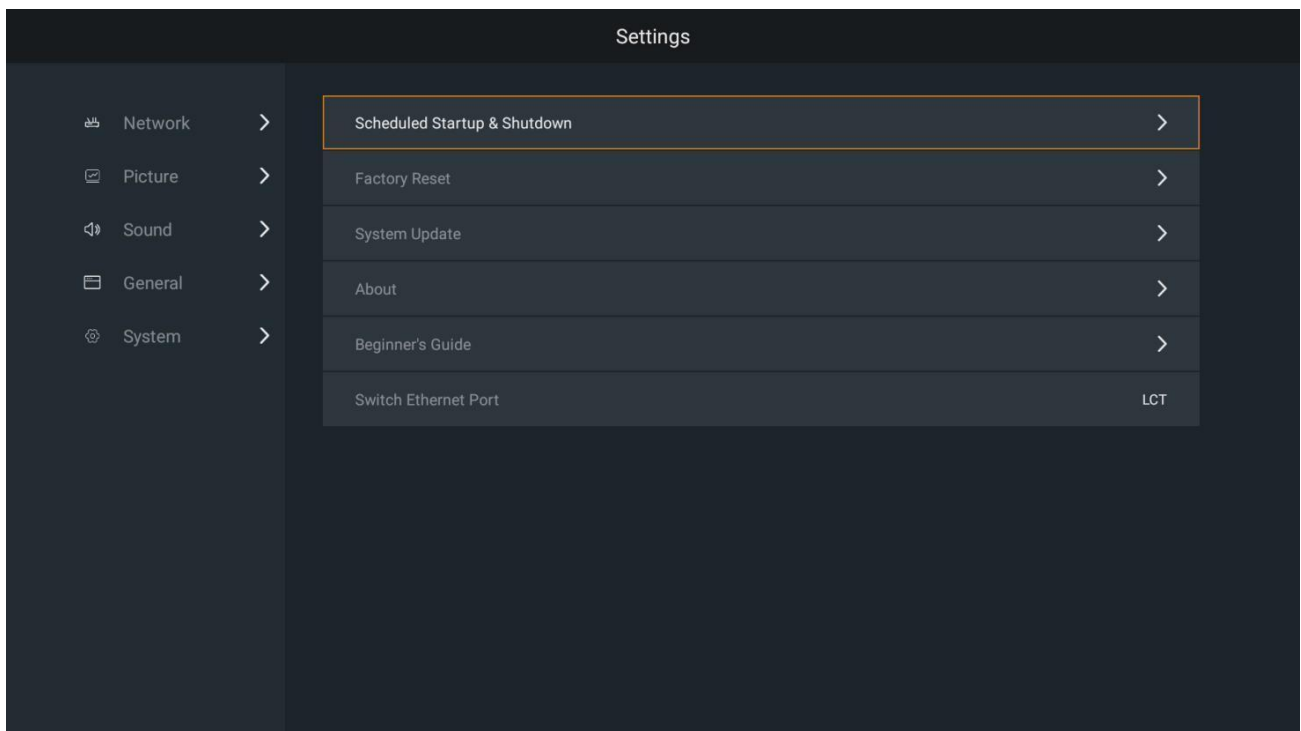 Settings
Network
Picture
Sound
General
System
Scheduled Startup & Shutdown
Factory Reset
System Update
About
Beginner's Guide
Switch Ethernet Port LCT